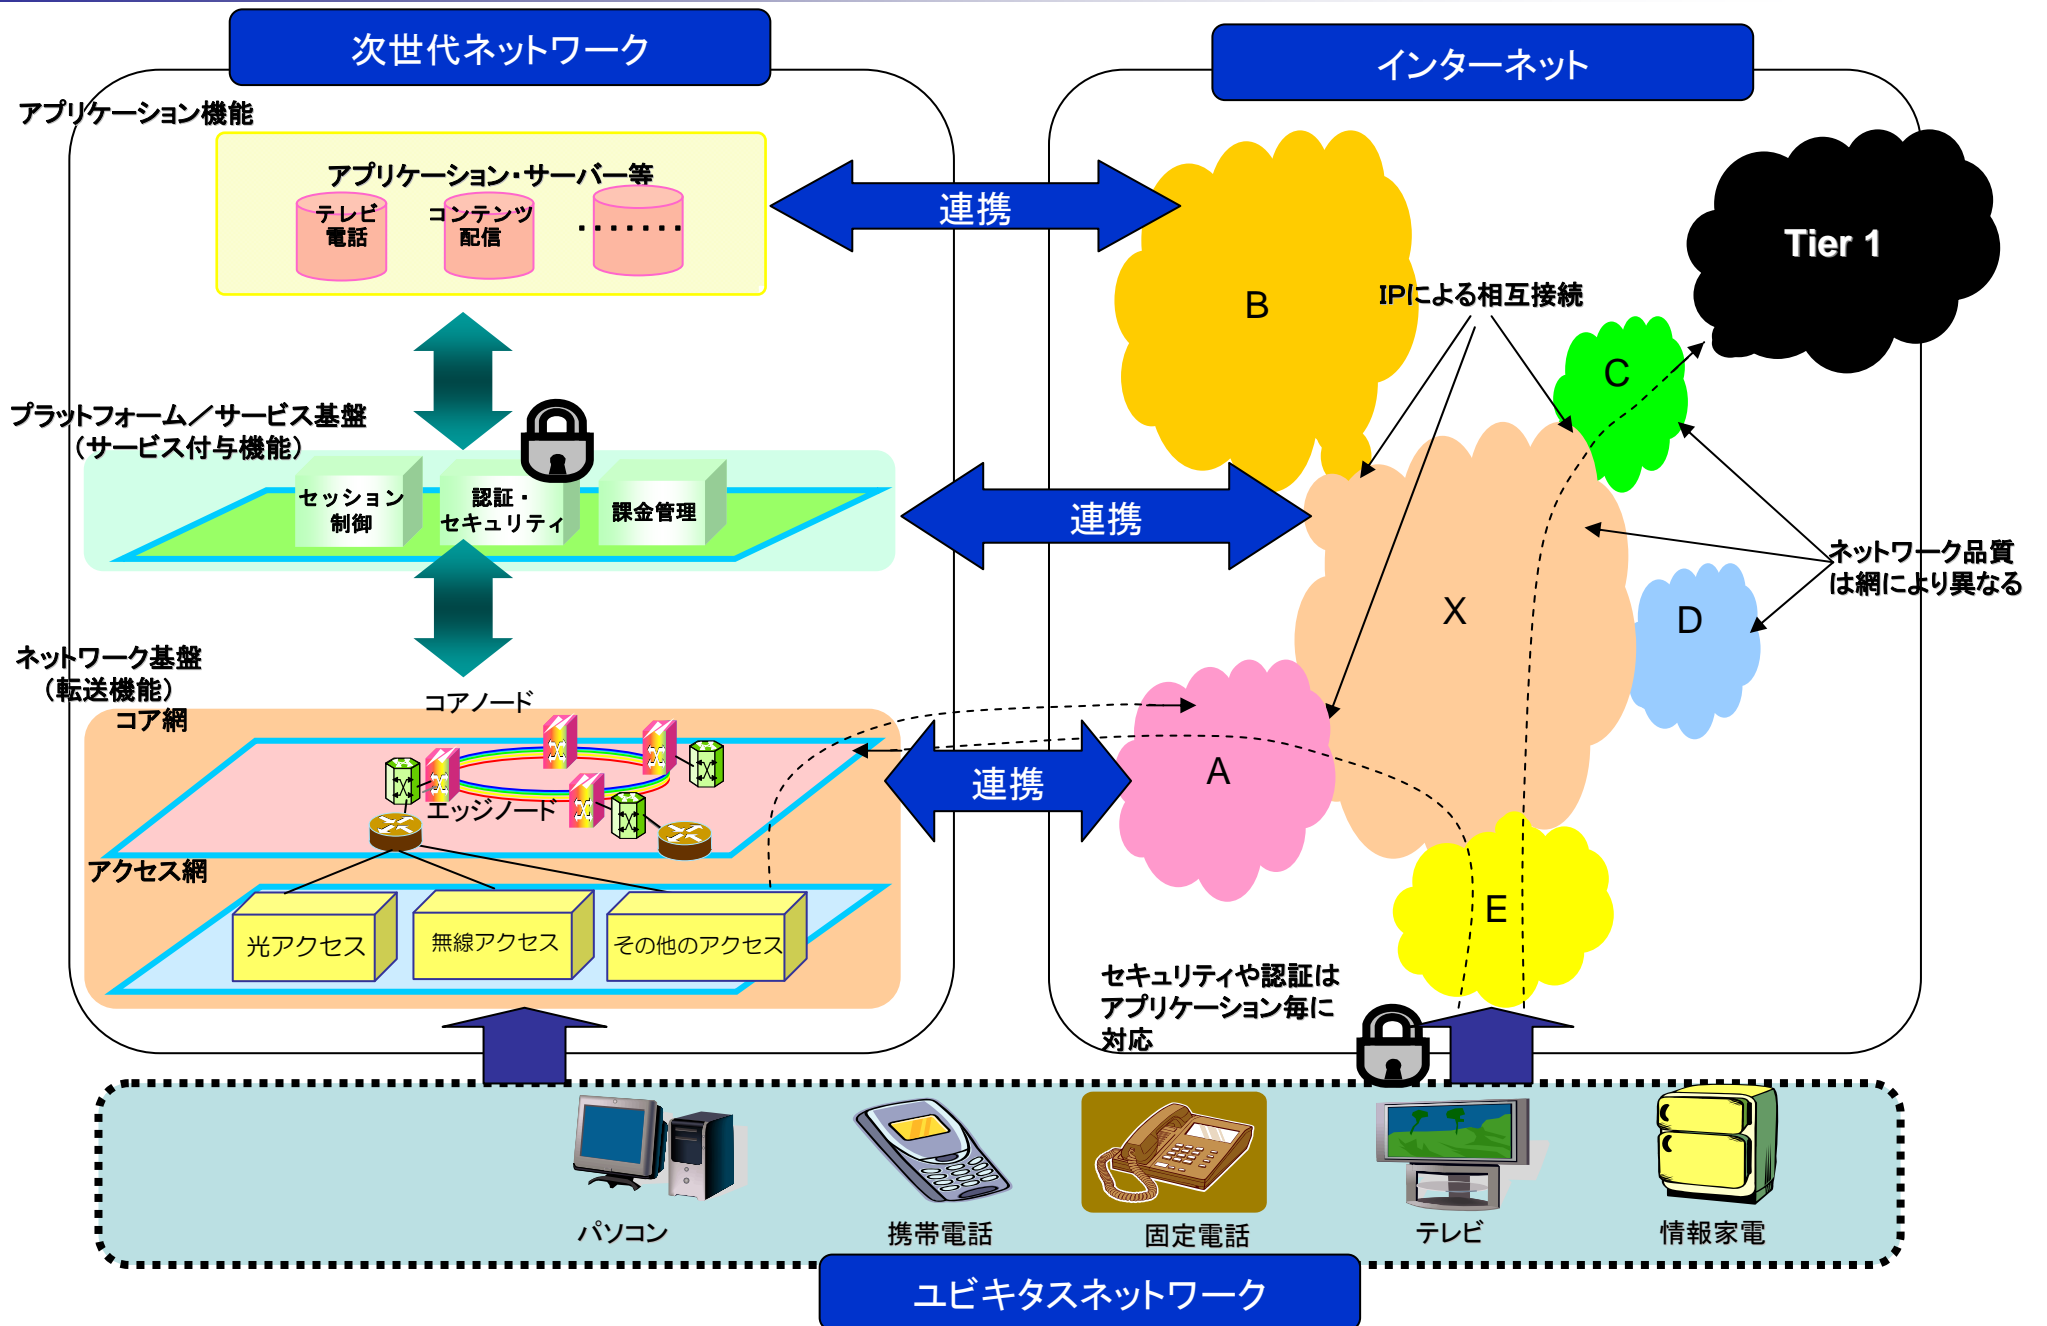 次世代ネットワーク
インターネット
アプリケーション機能
アプリケーション・サーバー等
テレビ
電話
コンテンツ
配信
・・・・・・・
連携
B
Tier 1
IPによる相互接続
C
プラットフォーム／サービス基盤
（サービス付与機能）
セッション
制御
認証・
セキュリティ
課金管理
連携
X
ネットワーク品質
は網により異なる
D
ネットワーク基盤
（転送機能）
コア網
コアノード
エッジノード
連携
A
アクセス網
光アクセス
無線アクセス
その他のアクセス
E
セキュリティや認証は
アプリケーション毎に
対応
パソコン
携帯電話
固定電話
テレビ
情報家電
ユビキタスネットワーク